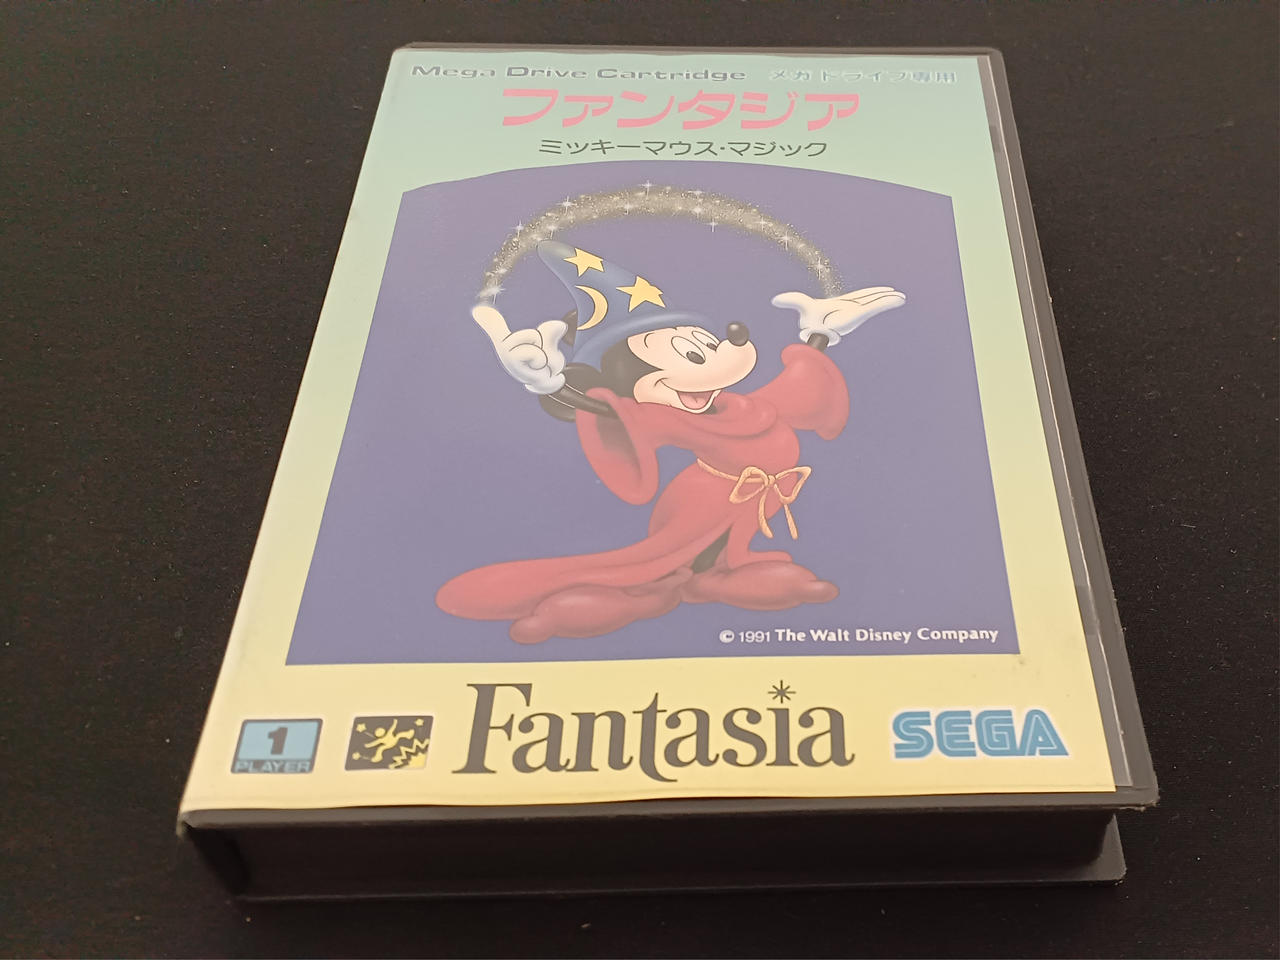 Mega Drive Cartridge メガドライブ専用
ファンタジア
ミッキーマウス・マジック
© 1991 The Walt Disney Company
1
PLAYER
Fantasia
SEGA